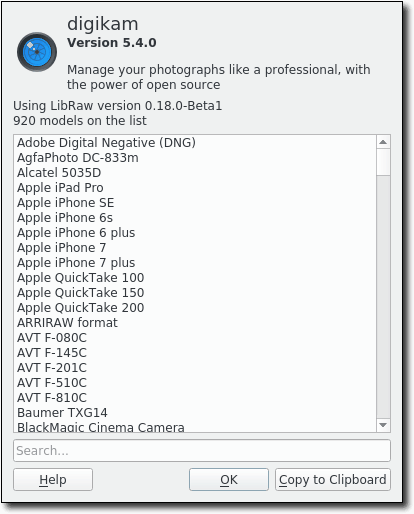 digikam
Version 5.4.0
Manage your photographs like a professional, with
the power of open source
Using LibRaw version 0.18.0-Beta1
920 models on the list
Adobe Digital Negative (DNG)
AgfaPhoto DC-833m
Alcatel 5035D
Apple iPad Pro
Apple iPhone SE
Apple iPhone 6s
Apple iPhone 6 plus
Apple iPhone 7
Apple iPhone 7 plus
Apple QuickTake 100
Apple QuickTake 150
Apple QuickTake 200
ARRIRAW format
AVT F-080C
AVT F-145C
AVT F-201C
AVT F-510C
AVT F-810C
Baumer TXG14
BlackMagic Cinema Camera
Search...
Help
OK
Copy to Clipboard